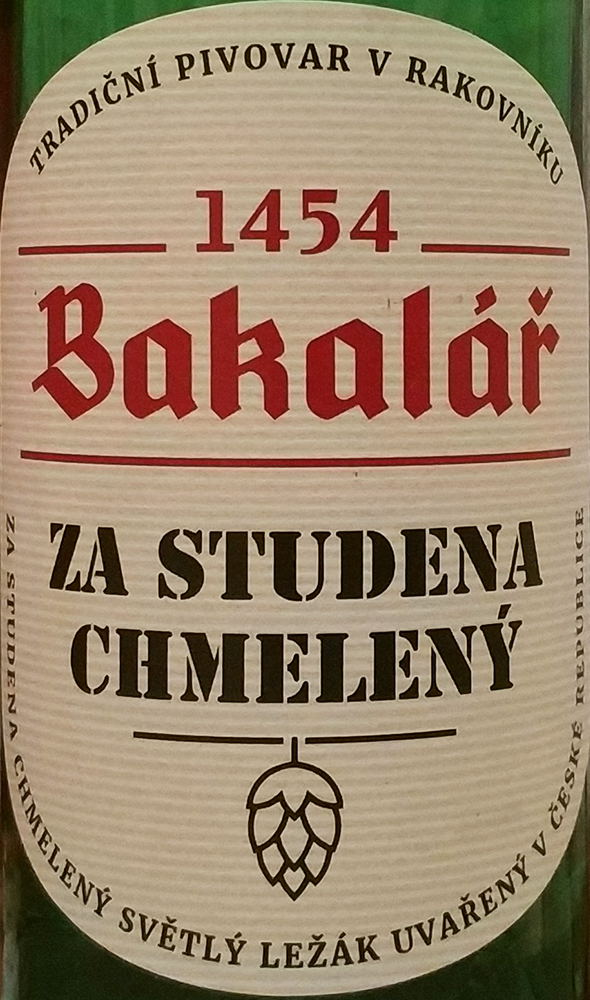 TRADIČNÍ PIVOVAR V RAKOVNÍKU
1454
Bakalář
ZA STUDENA
CHMELENÝ
ZA STUDENA CHMELENÝ SVĚTLÝ LEŽÁK UVAŘENÝ V ČESKÉ REPUBLICE